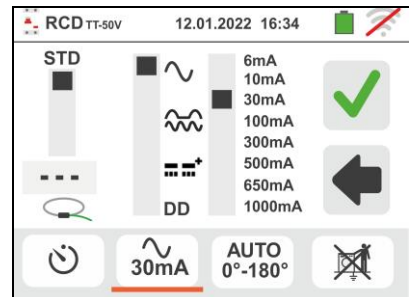 RCD TT-50V 12.01.2022 16:34
STD
---
DD
6mA
10mA
30mA
100mA
300mA
500mA
650mA
1000mA
30mA
AUTO
0°-180°